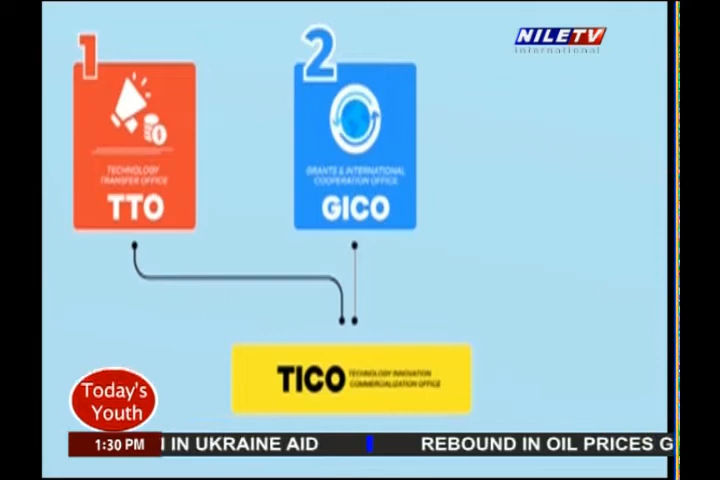 1
2
NILETV
international
TECHNOLOGY
TRANSFER OFFICE
TTO
GRANTS & INTERNATIONAL
COOPERATION OFFICE
GICO
TICO
TECHNOLOGY INNOVATION
COMMERCIALIZATION OFFICE
Today's
Youth
1:30 PM
IN UKRAINE AID
REBOUND IN OIL PRICES G